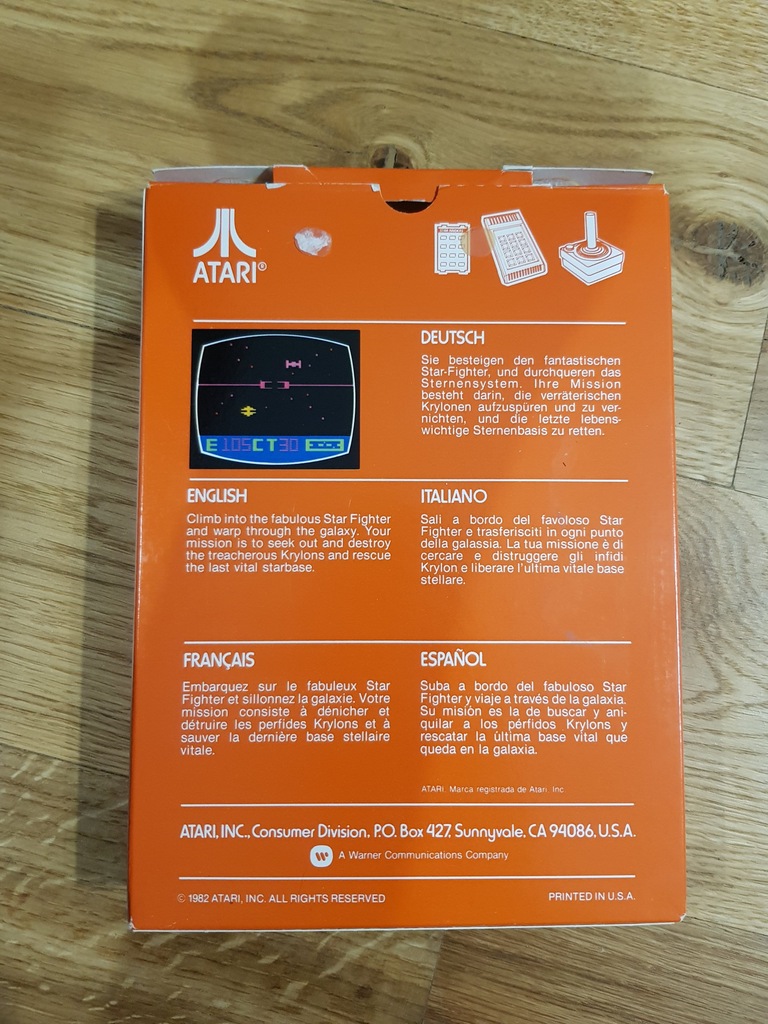 ATARI®
E 105CT30
DEUTSCH
Sie besteigen den fantastischen
Star-Fighter, und durchqueren das
Sternensystem. Ihre Mission
besteht darin, die verräterischen
Krylonen aufzuspüren und zu ver-
nichten, und die letzte lebens-
wichtige Sternenbasis zu retten.
ENGLISH
Climb into the fabulous Star Fighter
and warp through the galaxy. Your
mission is to seek out and destroy
the treacherous Krylons and rescue
the last vital starbase.
ITALIANO
Sali a bordo del favoloso Star
Fighter e trasferisciti in ogni punto
della galassia. La tua missione è di
cercare e distruggere gli infidi
Krylon e liberare l'ultima vitale base
stellare.
FRANÇAIS
Embarquez sur le fabuleux Star
Fighter et sillonnez la galaxie. Votre
mission consiste à dénicher et
détruire les perfides Krylons et à
sauver la dernière base stellaire
vitale.
ESPAÑOL
Suba a bordo del fabuloso Star
Fighter y viaje a través de la galaxia.
Su misión es la de buscar y ani-
quilar a los pérfidos Krylons y
rescatar la ùltima base vital que
queda en la galaxia.
ATARI. Marca registrada de Atari. Inc
ATARI, INC., Consumer Division, P.O. Box 427, Sunnyvale, CA 94086, U.S.A.
A Warner Communications Company
© 1982 ATARI, INC. ALL RIGHTS RESERVED
PRINTED IN U.S.A.